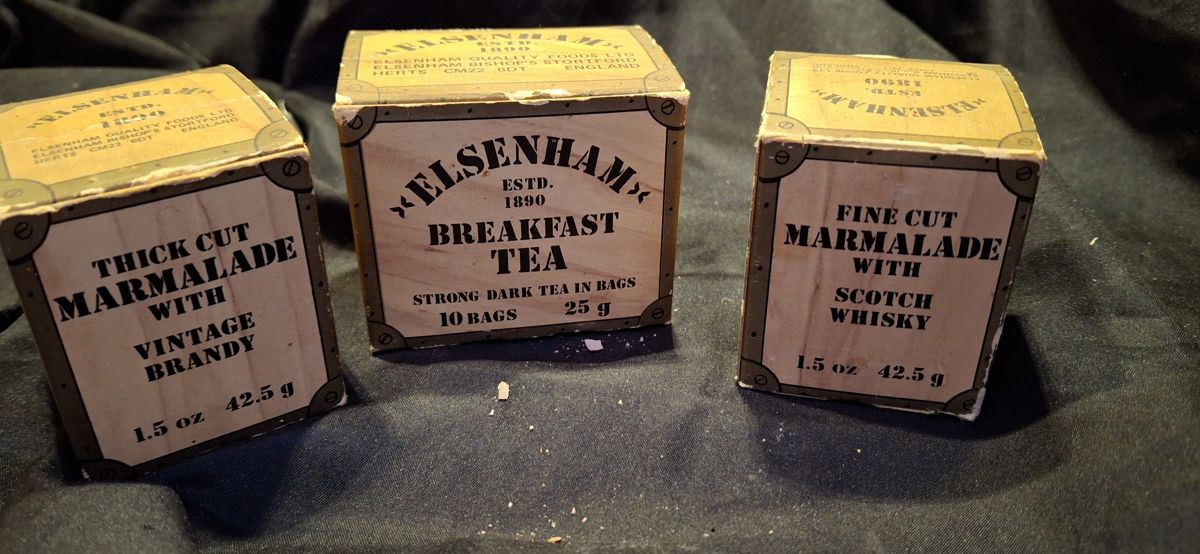 ELSENHAM
ESTD.
1890
ELSENHAM QUALITY FOODS LTD
ELSENHAM BISHOP'S STORTFORD
HERTS CM22 6DT ENGLAND
THICK CUT
MARMALADE
WITH
VINTAGE
BRANDY
1.5 oz 42.5 g
ELSENHAM
ESTD.
1890
ELSENHAM QUALITY FOODS LTD
ELSENHAM BISHOP'S STORTFORD
HERTS CM22 6DT ENGLAND
ELSENHAM
ESTD.
1890
BREAKFAST
TEA
STRONG DARK TEA IN BAGS
10 BAGS 25 g
ELSENHAM
ESTD.
1890
FINE CUT
MARMALADE
WITH
SCOTCH
WHISKY
1.5 oz 42.5 g